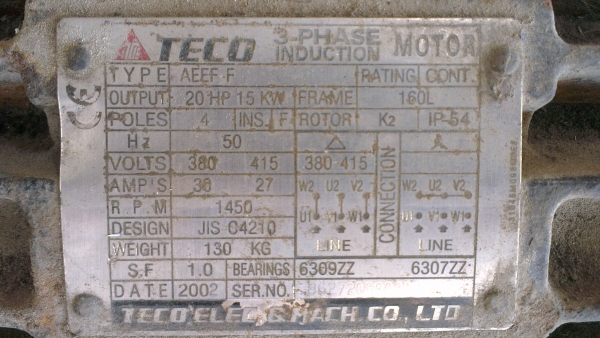 TECO 3-PHASE INDUCTION MOTOR
CE
TYPE AEEF-F RATING CONT.
OUTPUT 20 HP 15 KW FRAME 160L
POLES 4 INS. F ROTOR K2 IP 54
HZ 50
VOLTS 380 415 380 415
AMP'S 30 27 W2 U2 V2 W2 U2 V2
R.P.M 1450 U1 V1 W1 CONNECTION U1 V1 W1
DESIGN JIS C4210
WEIGHT 130 KG LINE LINE
S.F 1.0 BEARINGS 6309ZZ 6307ZZ
DATE 2002 SER.NO.
TECO ELEC & MACH. CO., LTD